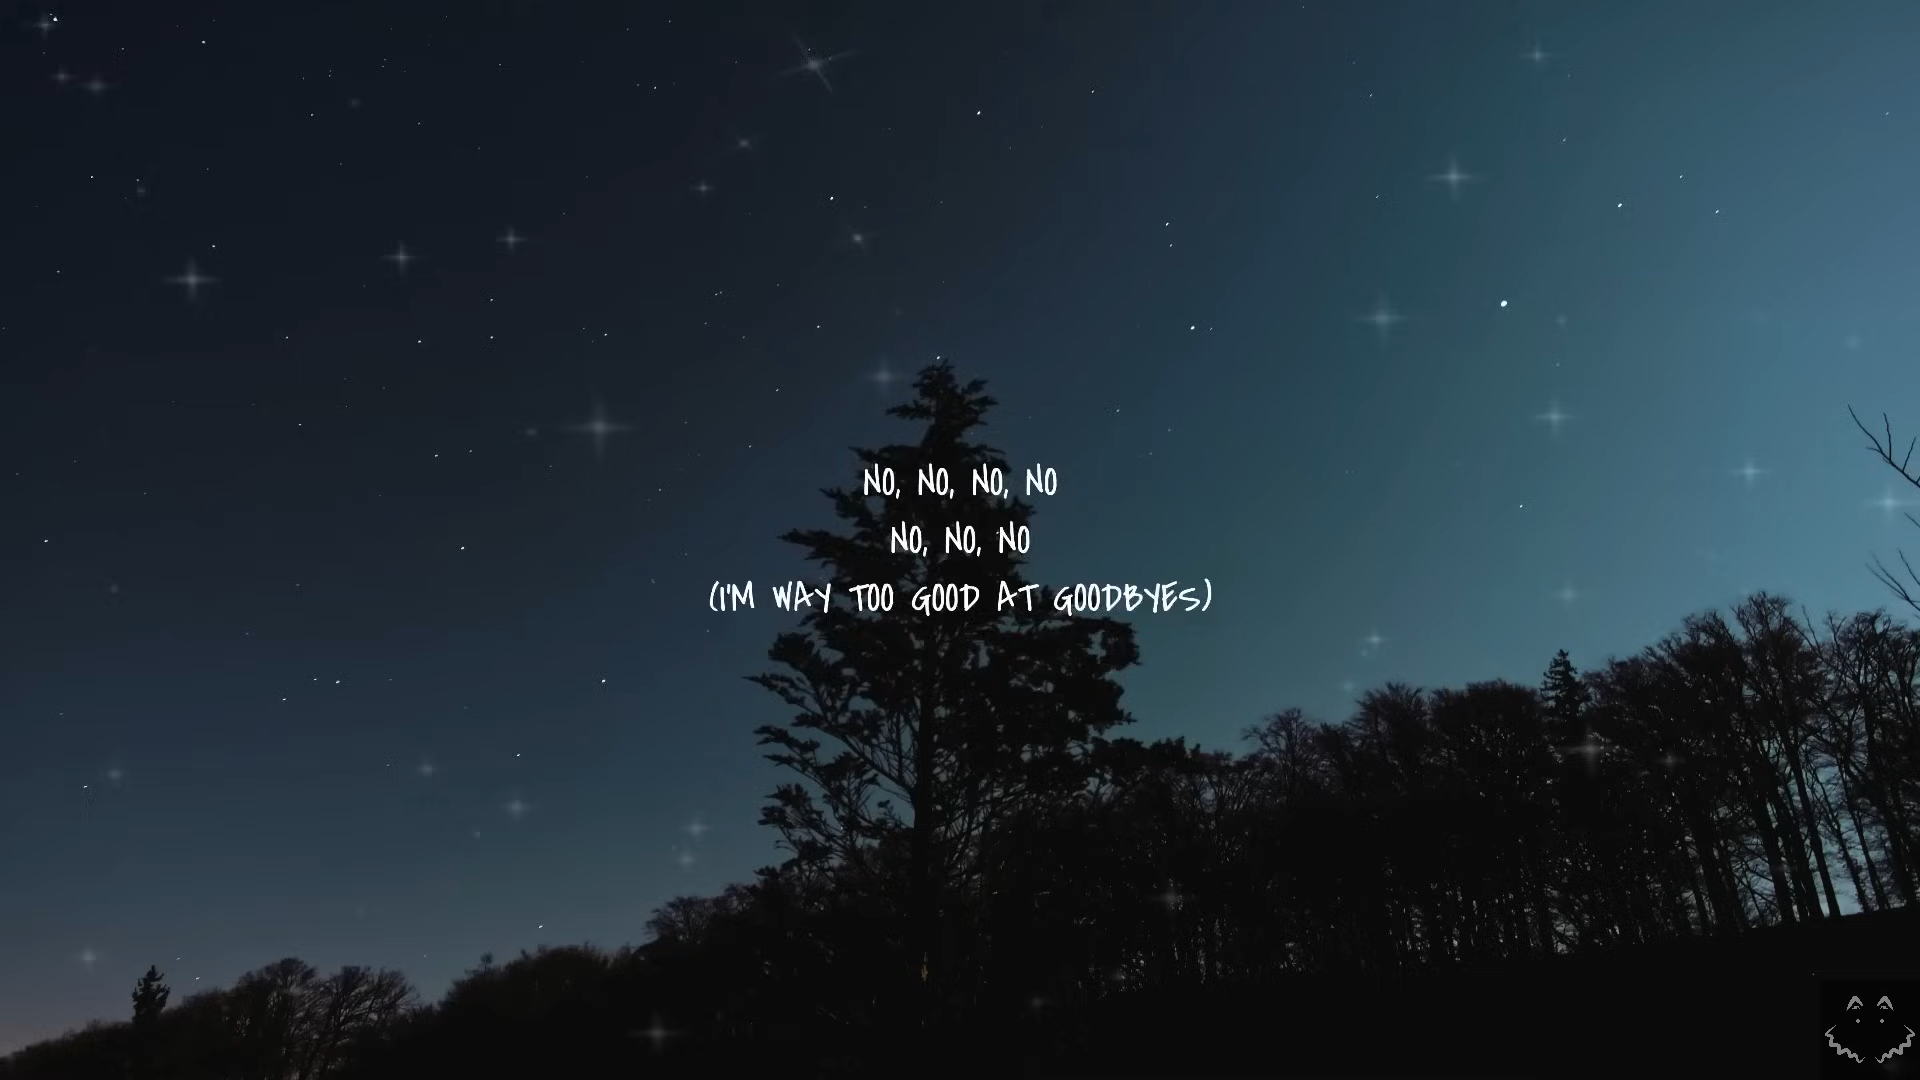 NO, NO, NO, NO
NO, NO, NO
(I'M WAY TOO GOOD AT GOODBYES)